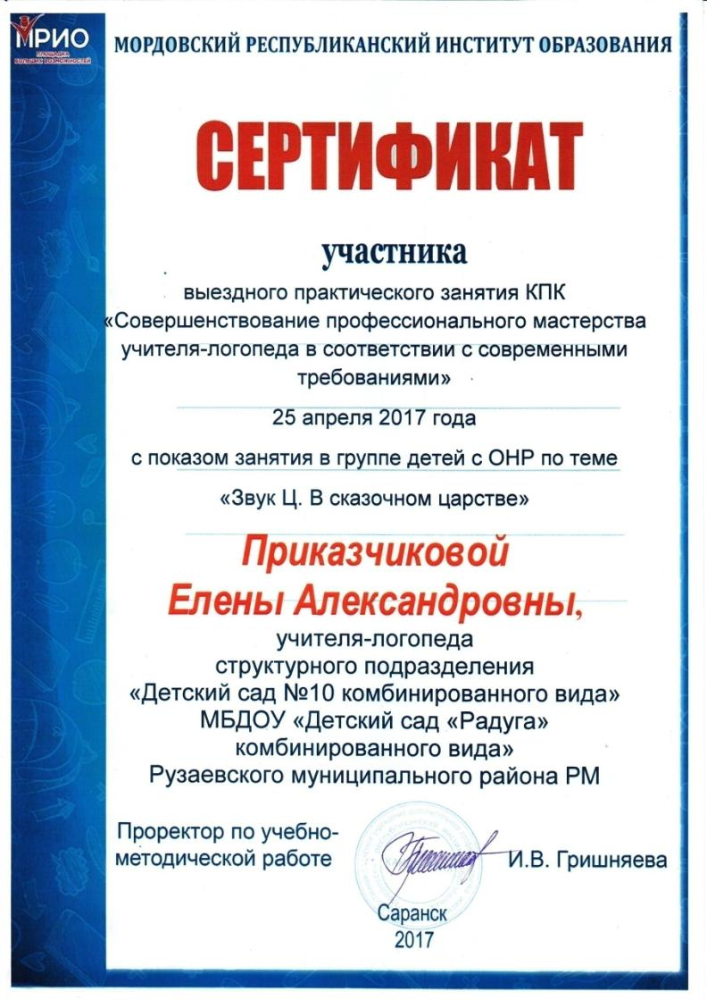 МРИО
ПЛОЩАДКА
БОЛЬШИХ ВОЗМОЖНОСТЕЙ
МОРДОВСКИЙ РЕСПУБЛИКАНСКИЙ ИНСТИТУТ ОБРАЗОВАНИЯ
СЕРТИФИКАТ
участника
выездного практического занятия КПК
«Совершенствование профессионального мастерства
учителя-логопеда в соответствии с современными
требованиями»
25 апреля 2017 года
с показом занятия в группе детей с ОНР по теме
«Звук Ц. В сказочном царстве»
Приказчиковой
Елены Александровны,
учителя-логопеда
структурного подразделения
«Детский сад №10 комбинированного вида»
МБДОУ «Детский сад «Радуга»
комбинированного вида»
Рузаевского муниципального района РМ
Проректор по учебно-
методической работе
И.В. Гришняева
Саранск
2017